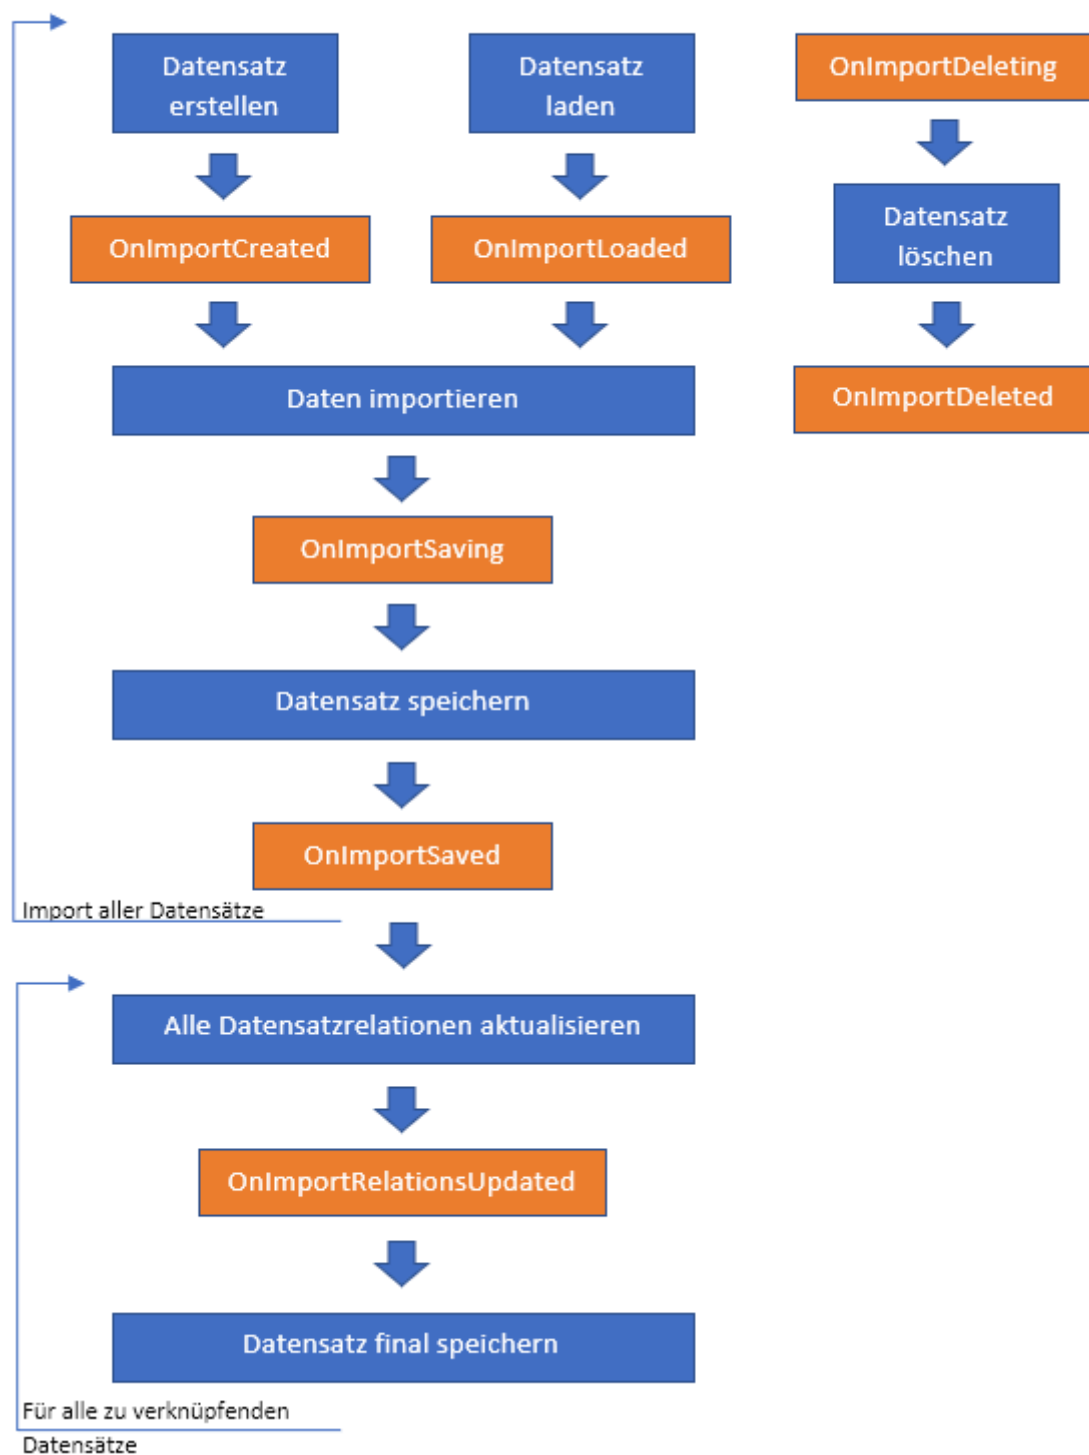 Datensatz
erstellen
Datensatz
laden
OnImportDeleting
OnImportCreated
OnImportLoaded
Datensatz
löschen
Daten importieren
OnImportDeleted
OnImportSaving
Datensatz speichern
OnImportSaved
Import aller Datensätze
Alle Datensatzrelationen aktualisieren
OnImportRelationsUpdated
Datensatz final speichern
Für alle zu verknüpfenden
Datensätze